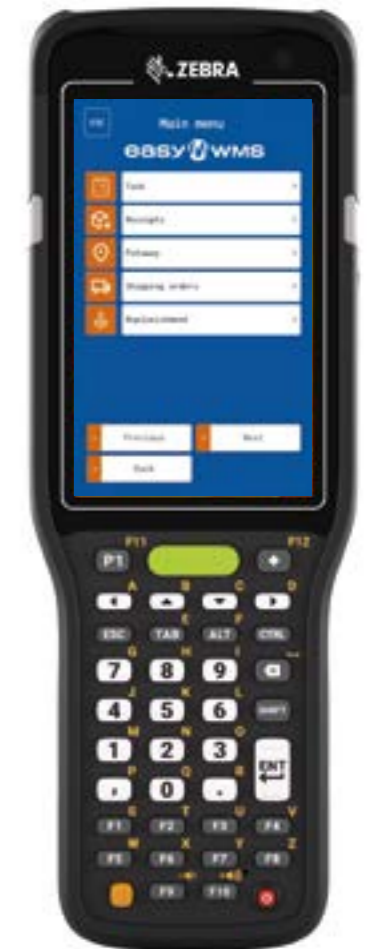 ZEBRA
Main menu
easy WMS
Task
Receipts
Putaway
Shipping orders
Replenishment
Previous
Next
Back
F11
F12
P1
A B C D
E F
ESC TAB ALT CTRL
G H I
7 8 9
J K L
4 5 6 SHIFT
M N O
1 2 3
ENT
P Q R
, 0 .
S T U V
F1 F2 F3 F4
W X Y Z
F5 F6 F7 F8
F9 F10